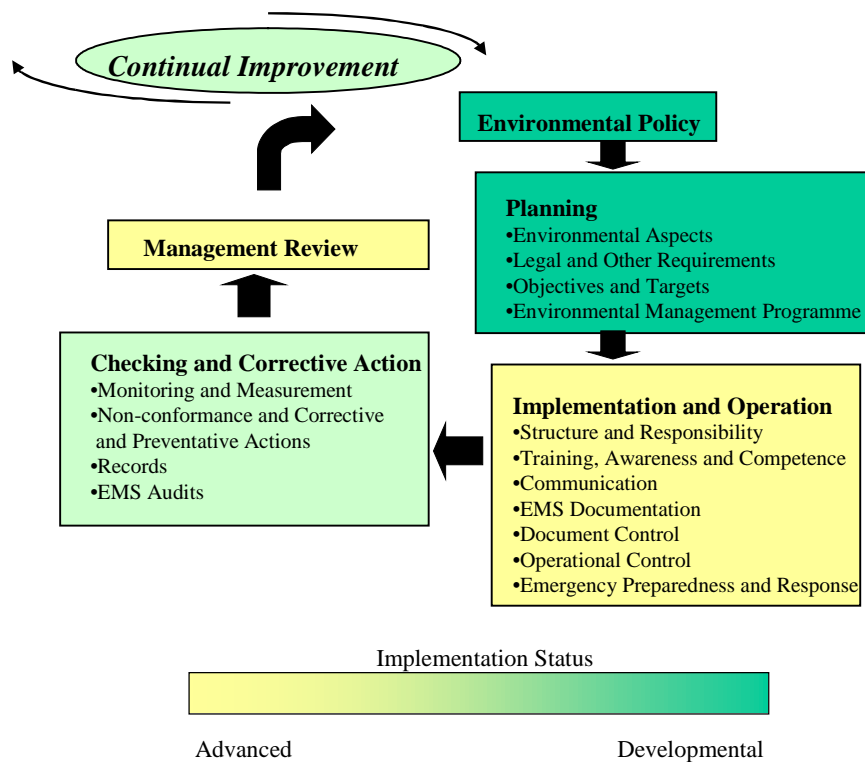 Continual Improvement
Environmental Policy
Planning
•Environmental Aspects
•Legal and Other Requirements
•Objectives and Targets
•Environmental Management Programme
Implementation and Operation
•Structure and Responsibility
•Training, Awareness and Competence
•Communication
•EMS Documentation
•Document Control
•Operational Control
•Emergency Preparedness and Response
Checking and Corrective Action
•Monitoring and Measurement
•Non-conformance and Corrective
and Preventative Actions
•Records
•EMS Audits
Management Review
Implementation Status
Advanced
Developmental